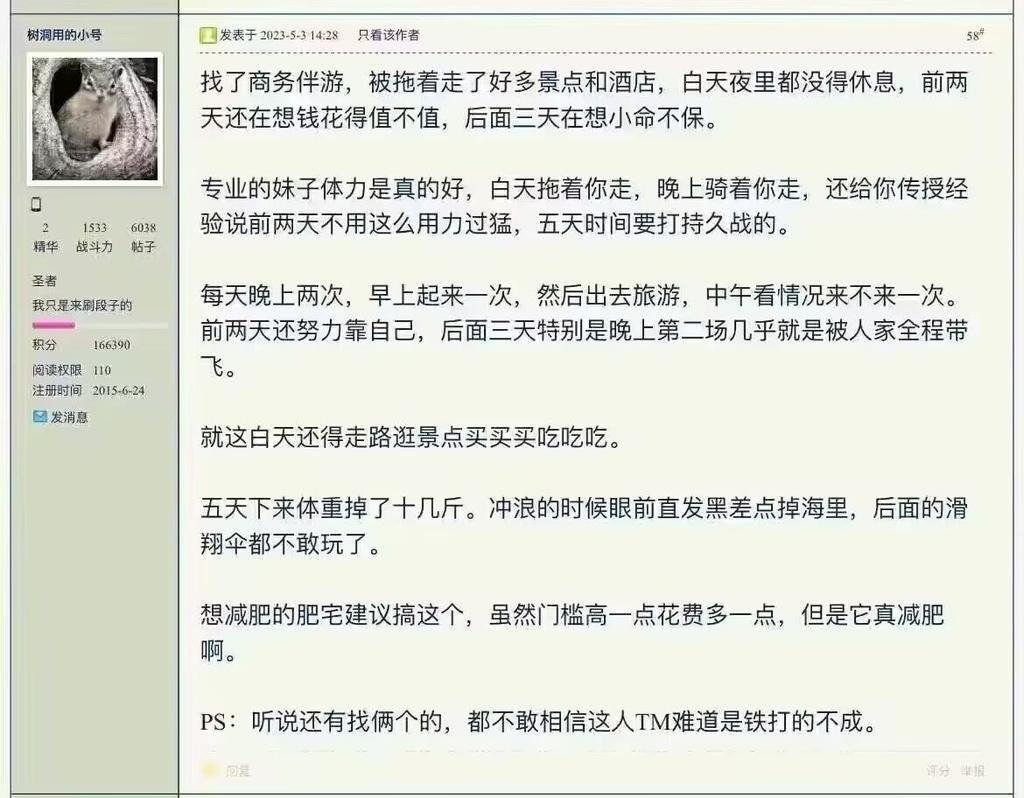 树洞用的小号
发表于 2023-5-3 14:28 只看该作者 58#
找了商务伴游，被拖着走了好多景点和酒店，白天夜里都没得休息，前两
天还在想钱花得值不值，后面三天在想小命不保。
专业的妹子体力是真的好，白天拖着你走，晚上骑着你走，还给你传授经
验说前两天不用这么用力过猛，五天时间要打持久战的。
每天晚上两次，早上起来一次，然后出去旅游，中午看情况来不来一次。
前两天还努力靠自己，后面三天特别是晚上第二场几乎就是被人家全程带
飞。
就这白天还得走路逛景点买买买吃吃吃。
五天下来体重掉了十几斤。冲浪的时候眼前直发黑差点掉海里，后面的滑
翔伞都不敢玩了。
想减肥的肥宅建议搞这个，虽然门槛高一点花费多一点，但是它真减肥
啊。
PS：听说还有找俩个的，都不敢相信这人TM难道是铁打的不成。
2 1533 6038
精华 战斗力 帖子
圣者
我只是来刷段子的
积分 166390
阅读权限 110
注册时间 2015-6-24
发消息
回复 评分 举报